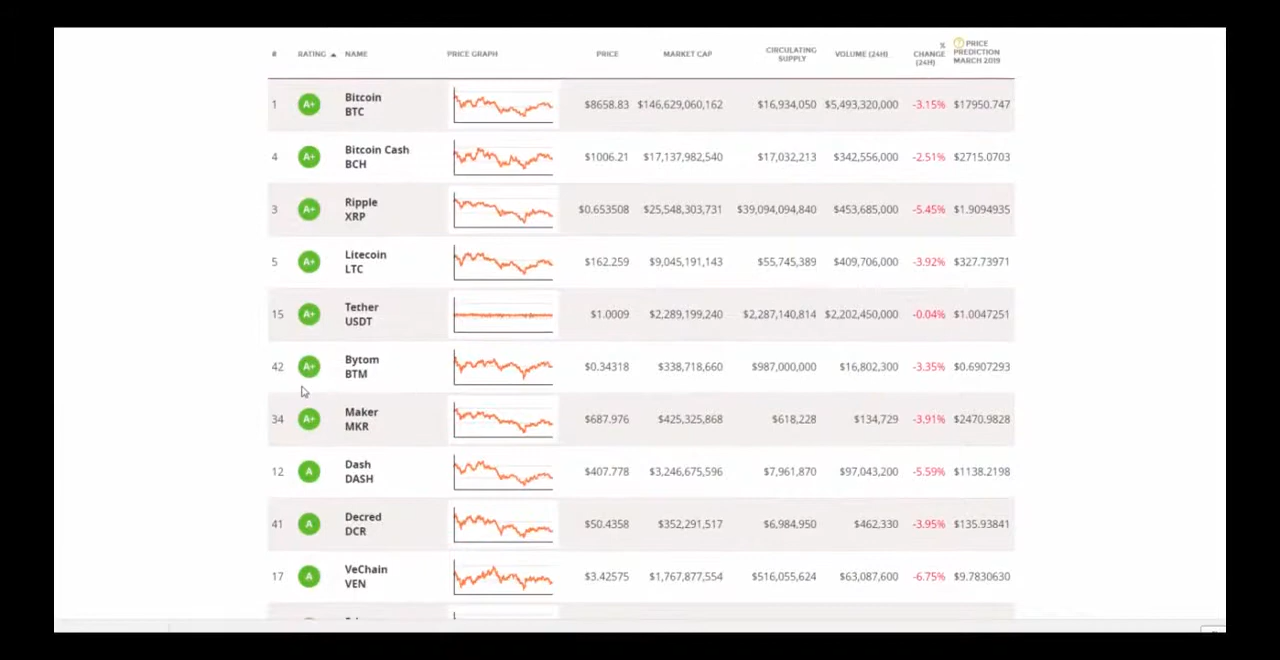 # RATING NAME PRICE GRAPH PRICE MARKET CAP CIRCULATING SUPPLY VOLUME (24H) % CHANGE (24H) ? PRICE PREDICTION MARCH 2019
1 A+ Bitcoin BTC $8658.83 $146,629,060,162 $16,934,050 $5,493,320,000 -3.15% $17950.747
4 A+ Bitcoin Cash BCH $1006.21 $17,137,982,540 $17,032,213 $342,556,000 -2.51% $2715.0703
3 A+ Ripple XRP $0.653508 $25,548,303,731 $39,094,094,840 $453,685,000 -5.45% $1.9094935
5 A+ Litecoin LTC $162.259 $9,045,191,143 $55,745,389 $409,706,000 -3.92% $327.73971
15 A+ Tether USDT $1.0009 $2,289,199,240 $2,287,140,814 $2,202,450,000 -0.04% $1.0047251
42 A+ Bytom BTM $0.34318 $338,718,660 $987,000,000 $16,802,300 -3.35% $0.6907293
34 A+ Maker MKR $687.976 $425,325,868 $618,228 $134,729 -3.91% $2470.9828
12 A Dash DASH $407.778 $3,246,675,596 $7,961,870 $97,043,200 -5.59% $1138.2198
41 A Decred DCR $50.4358 $352,291,517 $6,984,950 $462,330 -3.95% $135.93841
17 A VeChain VEN $3.42575 $1,767,877,554 $516,055,624 $63,087,600 -6.75% $9.7830630